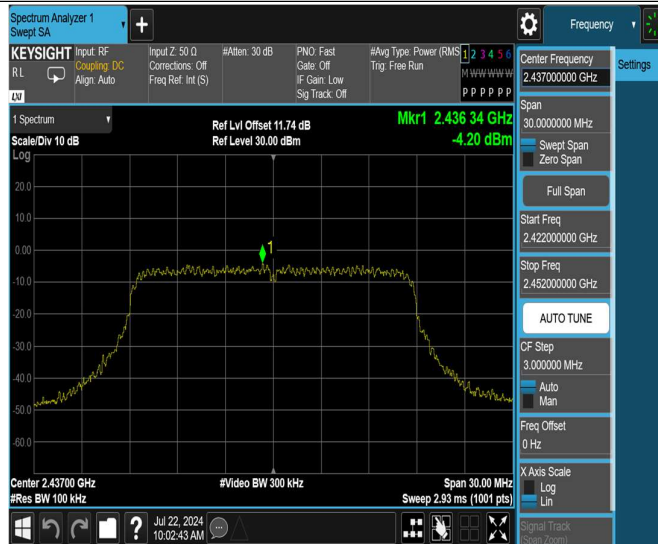 Spectrum Analyzer 1
Swept SA
+
Frequency
KEYSIGHT
RL
LXI
Input: RF
Coupling: DC
Align: Auto
Input Z: 50 Ω
Corrections: Off
Freq Ref: Int (S)
#Atten: 30 dB
PNO: Fast
Gate: Off
IF Gain: Low
Sig Track: Off
#Avg Type: Power (RMS
Trig: Free Run
1 2 3 4 5 6
M W W W W W
P P P P P P
1 Spectrum
Scale/Div 10 dB
Ref Lvl Offset 11.74 dB
Ref Level 30.00 dBm
Mkr1 2.436 34 GHz
-4.20 dBm
Log
20.0
10.0
0.00
-10.0
-20.0
-30.0
-40.0
-50.0
-60.0
1
Center 2.43700 GHz
#Res BW 100 kHz
#Video BW 300 kHz
Span 30.00 MHz
Sweep 2.93 ms (1001 pts)
Center Frequency
2.437000000 GHz
Span
30.0000000 MHz
Swept Span
Zero Span
Full Span
Start Freq
2.422000000 GHz
Stop Freq
2.452000000 GHz
AUTO TUNE
CF Step
3.000000 MHz
Auto
Man
Freq Offset
0 Hz
X Axis Scale
Log
Lin
Signal Track
(Span Zoom)
Settings
?
Jul 22, 2024
10:02:43 AM